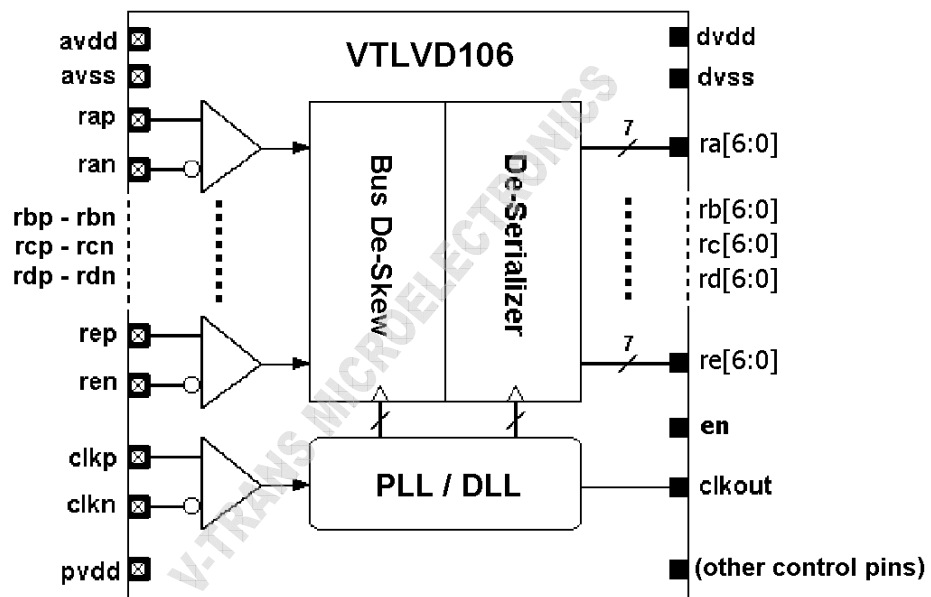 VTLVD106
avdd
avss
rap
ran
rbp - rbn
rcp - rcn
rdp - rdn
rep
ren
clkp
clkn
pvdd
Bus De-Skew
De-Serializer
PLL / DLL
7
7
dvdd
dvss
ra[6:0]
rb[6:0]
rc[6:0]
rd[6:0]
re[6:0]
en
clkout
(other control pins)
V-TRANS MICROELECTRONICS